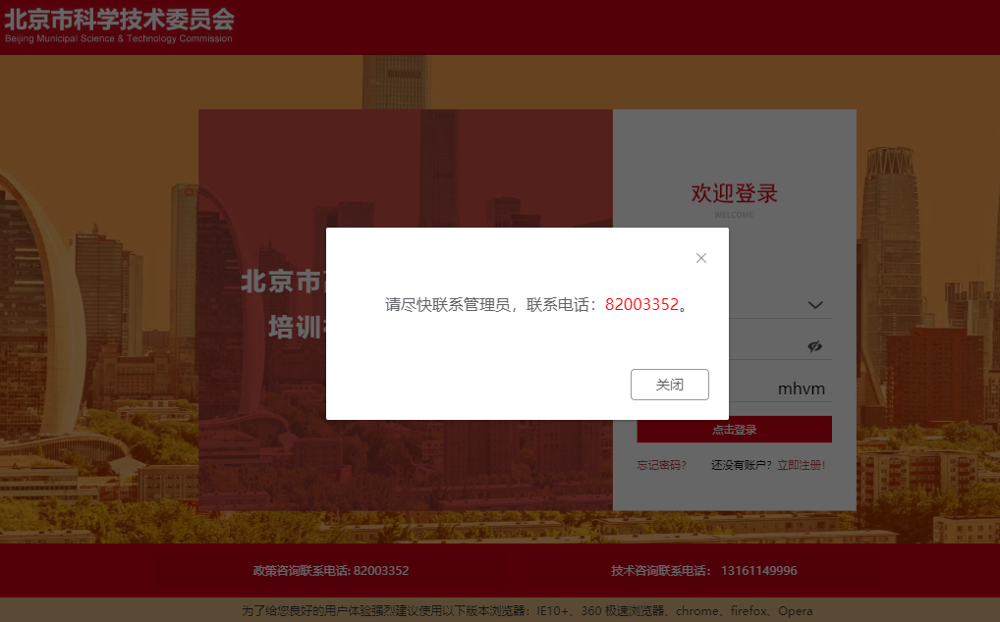 北京市科学技术委员会
Beijing Municipal Science & Technology Commission
欢迎登录
WELCOME
北京市
培训
请尽快联系管理员，联系电话：82003352。
关闭
mhvm
点击登录
忘记密码? 还没有账户? 立即注册!
政策咨询联系电话: 82003352
技术咨询联系电话： 13161149996
为了给您良好的用户体验强烈建议使用以下版本浏览器：IE10+、360 极速浏览器、chrome、firefox、Opera